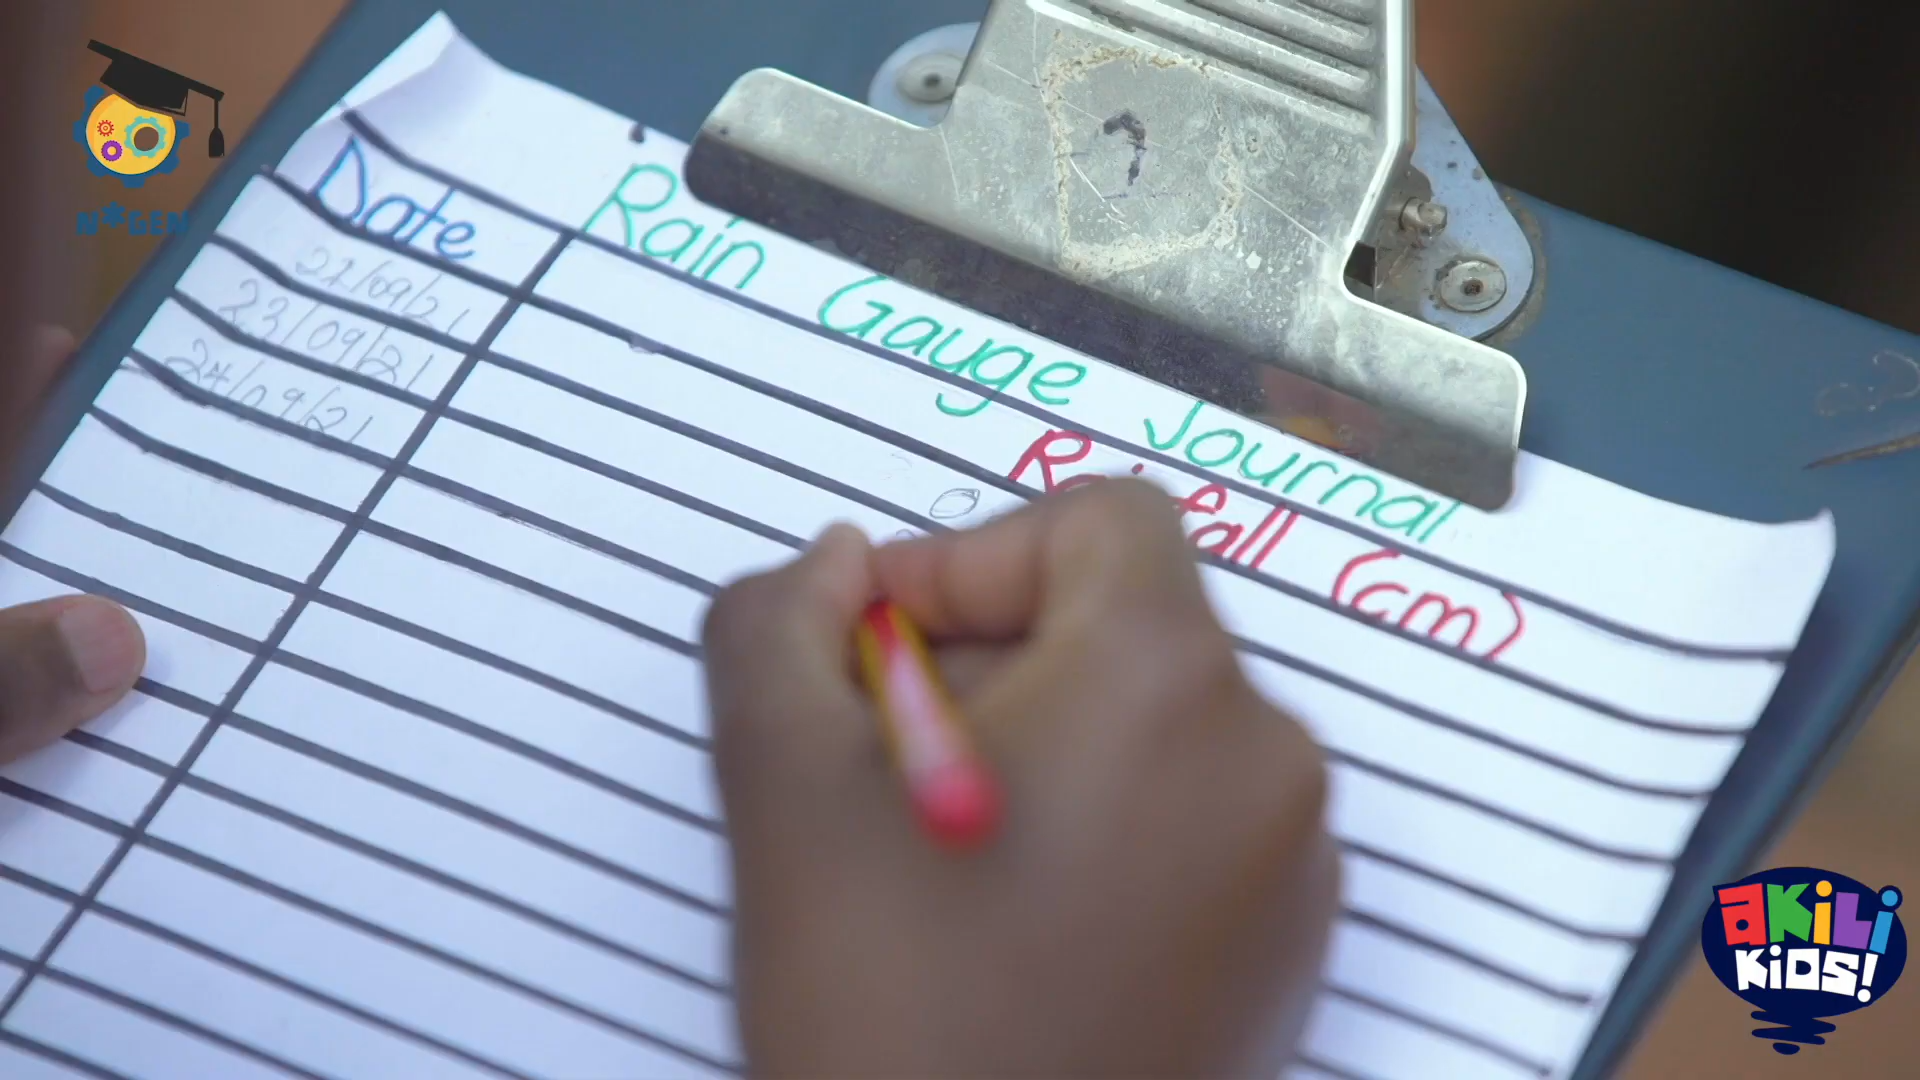 N*GEN
Rain Gauge Journal
Date
Rainfall (cm)
22/09/21
0
23/09/21
24/09/21
AKILI
KiDS!